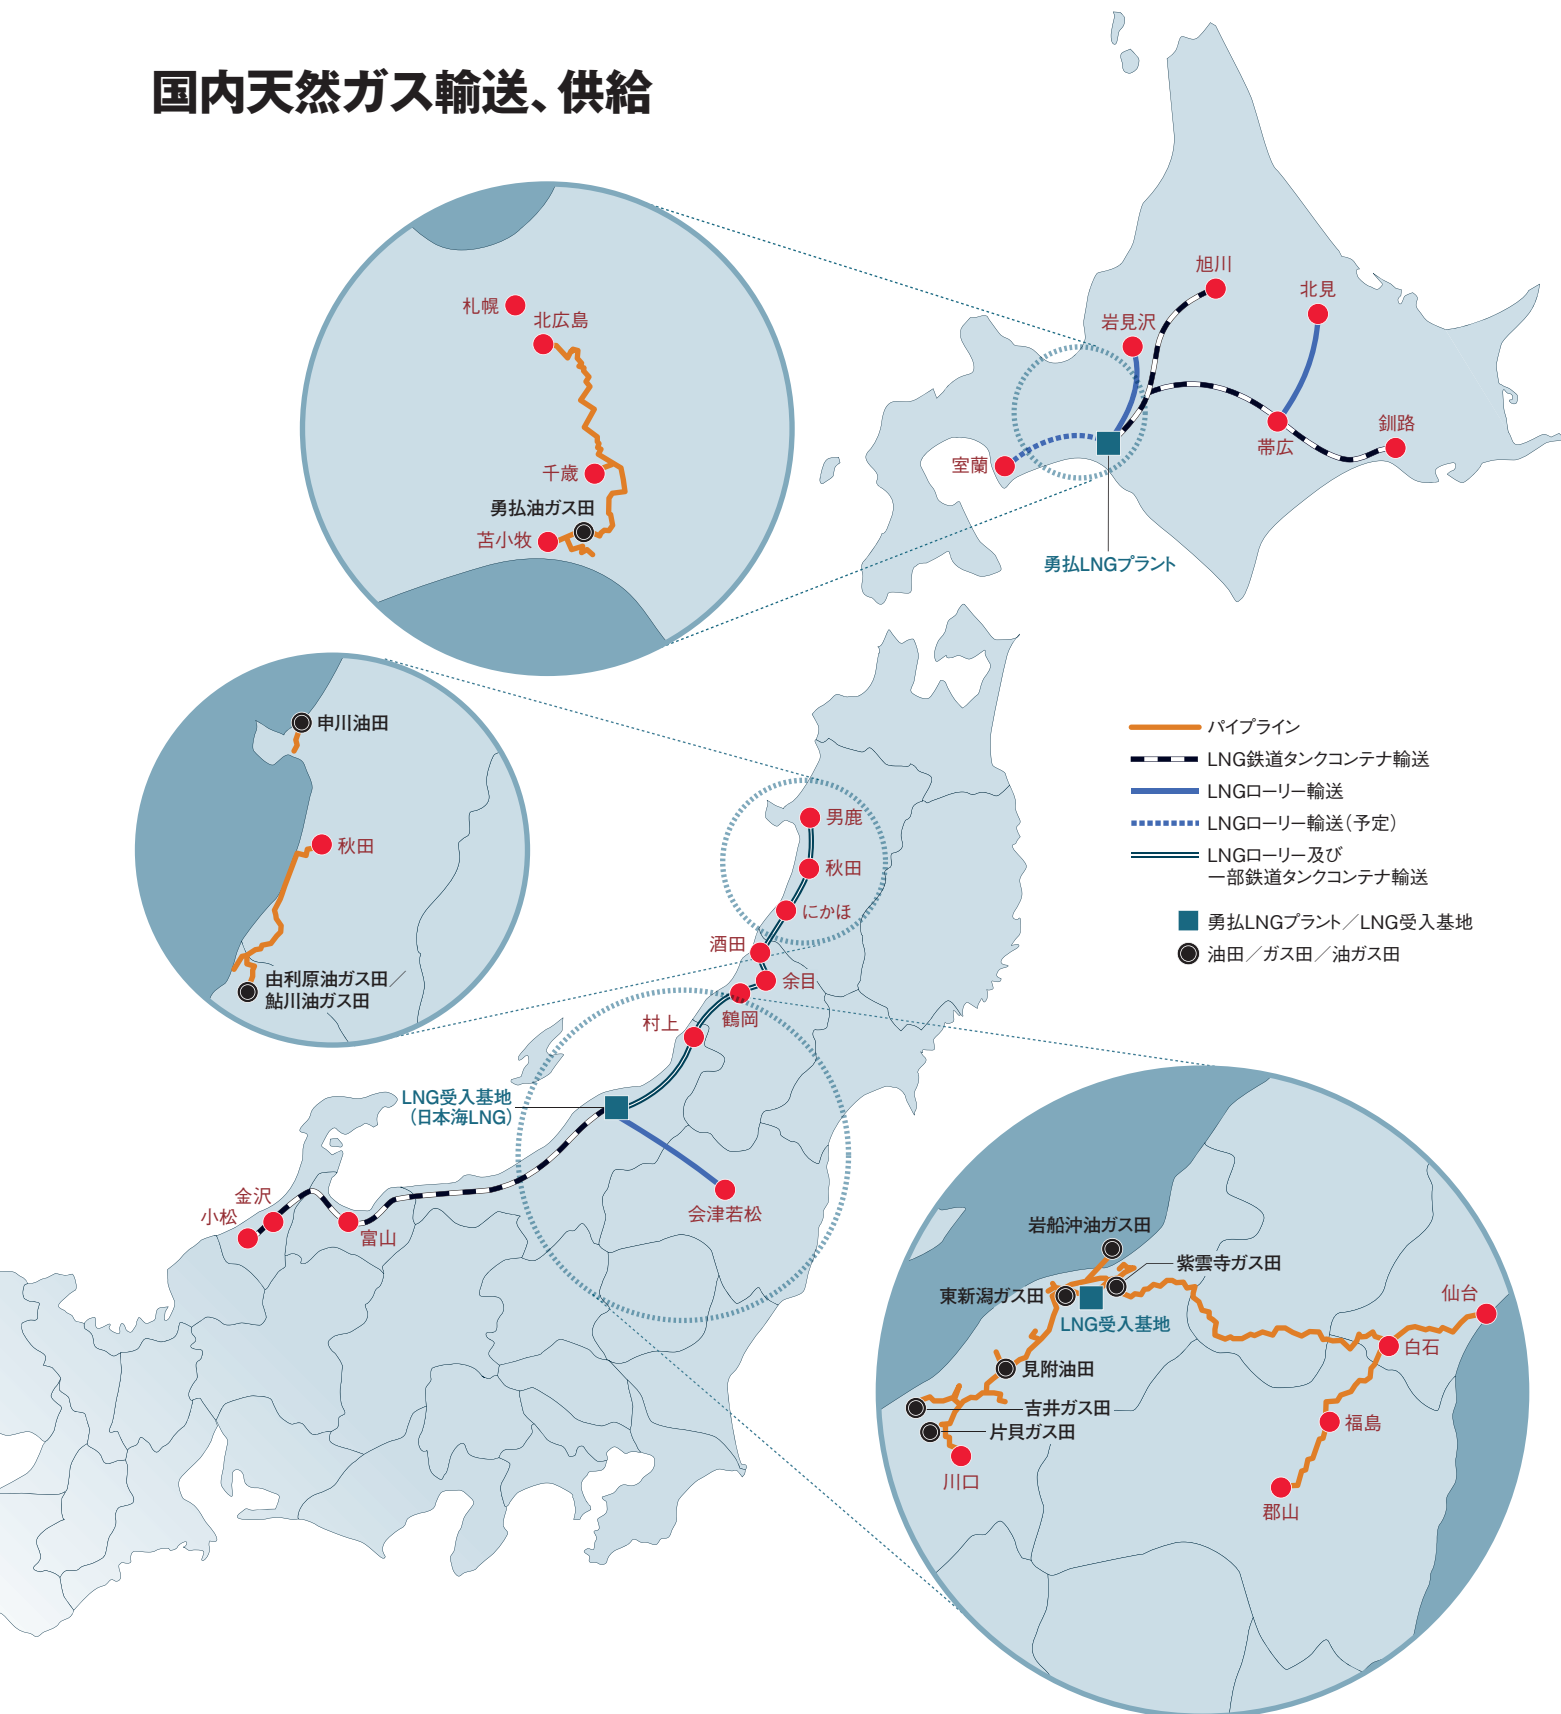 国内天然ガス輸送、供給
札幌
北広島
千歳
勇払油ガス田
苫小牧
旭川
北見
岩見沢
釧路
帯広
室蘭
勇払LNGプラント
申川油田
秋田
由利原油ガス田／
鮎川油ガス田
パイプライン
LNG鉄道タンクコンテナ輸送
LNGローリー輸送
LNGローリー輸送(予定)
LNGローリー及び
一部鉄道タンクコンテナ輸送
勇払LNGプラント／LNG受入基地
油田／ガス田／油ガス田
男鹿
秋田
にかほ
酒田
余目
鶴岡
村上
LNG受入基地
(日本海LNG)
金沢
小松
富山
会津若松
岩船沖油ガス田
紫雲寺ガス田
東新潟ガス田
LNG受入基地
仙台
白石
見附油田
吉井ガス田
片貝ガス田
福島
川口
郡山